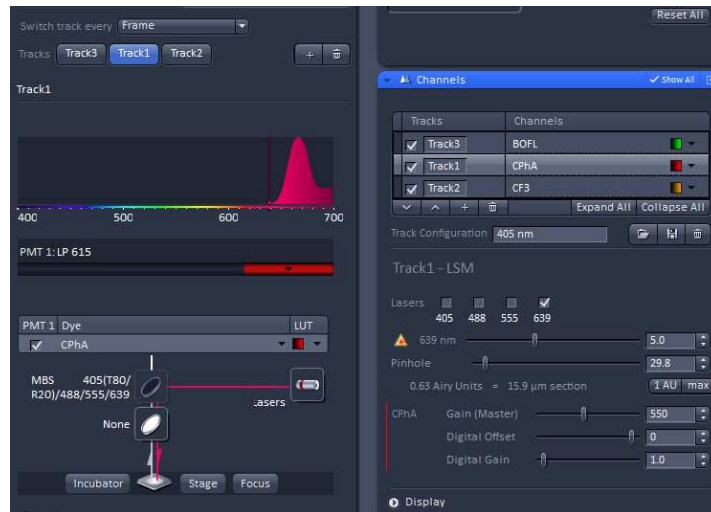 Switch track every Frame
Tracks Track3 Track1 Track2 +
Track1
400 500 600 700
PMT 1: LP 615
PMT 1 Dye LUT
CPhA
MBS 405(T80/
R20)/488/555/639
Lasers
None
Incubator Stage Focus
Reset All
Channels Show All
Tracks Channels
Track3 BOFL
Track1 CPhA
Track2 CF3
+ Expand All Collapse All
Track Configuration 405 nm
Track1 - LSM
Lasers
405 488 555 639
639 nm 5.0
Pinhole 29.8
0.63 Airy Units = 15.9 µm section 1 AU max
CPhA Gain (Master) 550
Digital Offset 0
Digital Gain 1.0
Display